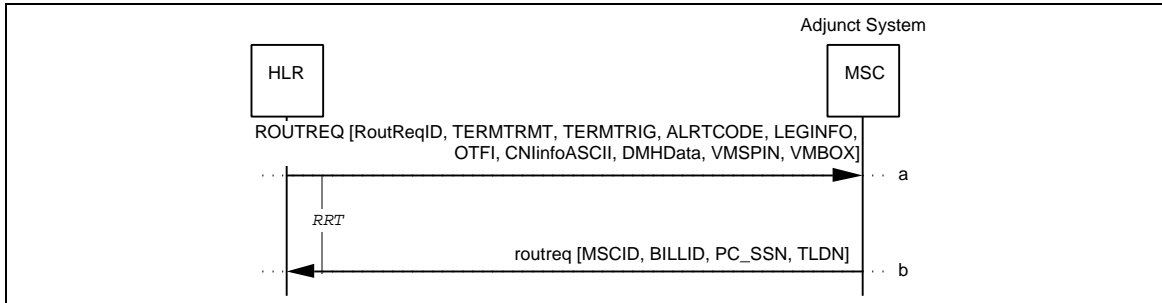 Adjunct System
HLR
MSC
ROUTREQ [RoutReqID, TERMTRMT, TERMTRIG, ALRTCODE, LEGINFO,
OTFI, CNIinfoASCII, DMHData, VMSPIN, VMBOX]
a
RRT
routreq [MSCID, BILLID, PC_SSN, TLDN]
b